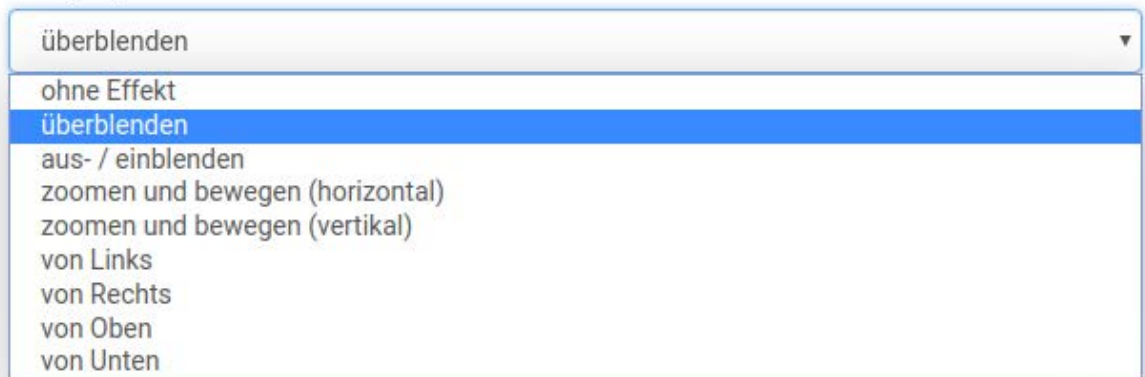 überblenden
ohne Effekt
überblenden
aus- / einblenden
zoomen und bewegen (horizontal)
zoomen und bewegen (vertikal)
von Links
von Rechts
von Oben
von Unten